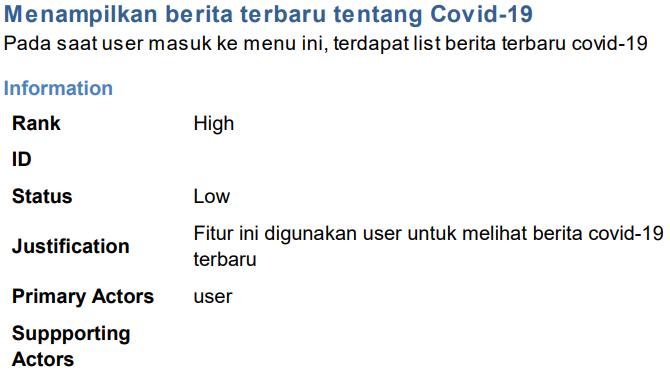 Menampilkan berita terbaru tentang Covid-19
Pada saat user masuk ke menu ini, terdapat list berita terbaru covid-19
Information
Rank High
ID
Status Low
Justification Fitur ini digunakan user untuk melihat berita covid-19
terbaru
Primary Actors user
Suppporting
Actors